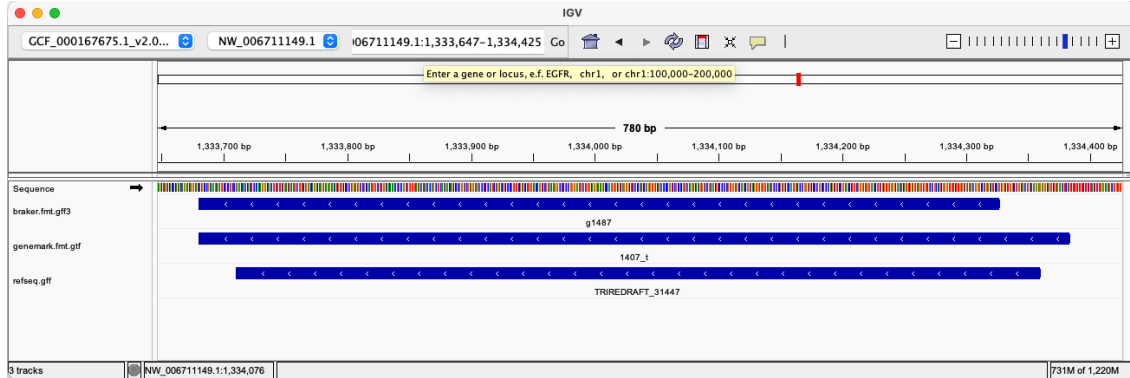 IGV
GCF_000167675.1_v2.0... NW_006711149.1 )06711149.1:1,333,647-1,334,425 Go
Enter a gene or locus, e.f. EGFR, chr1, or chr1:100,000-200,000
780 bp
1,333,700 bp 1,333,800 bp 1,333,900 bp 1,334,000 bp 1,334,100 bp 1,334,200 bp 1,334,300 bp 1,334,400 bp
Sequence
braker.fmt.gff3
g1487
genemark.fmt.gtf
1407_t
refseq.gff
TRIREDRAFT_31447
3 tracks NW_006711149.1:1,334,076 731M of 1,220M